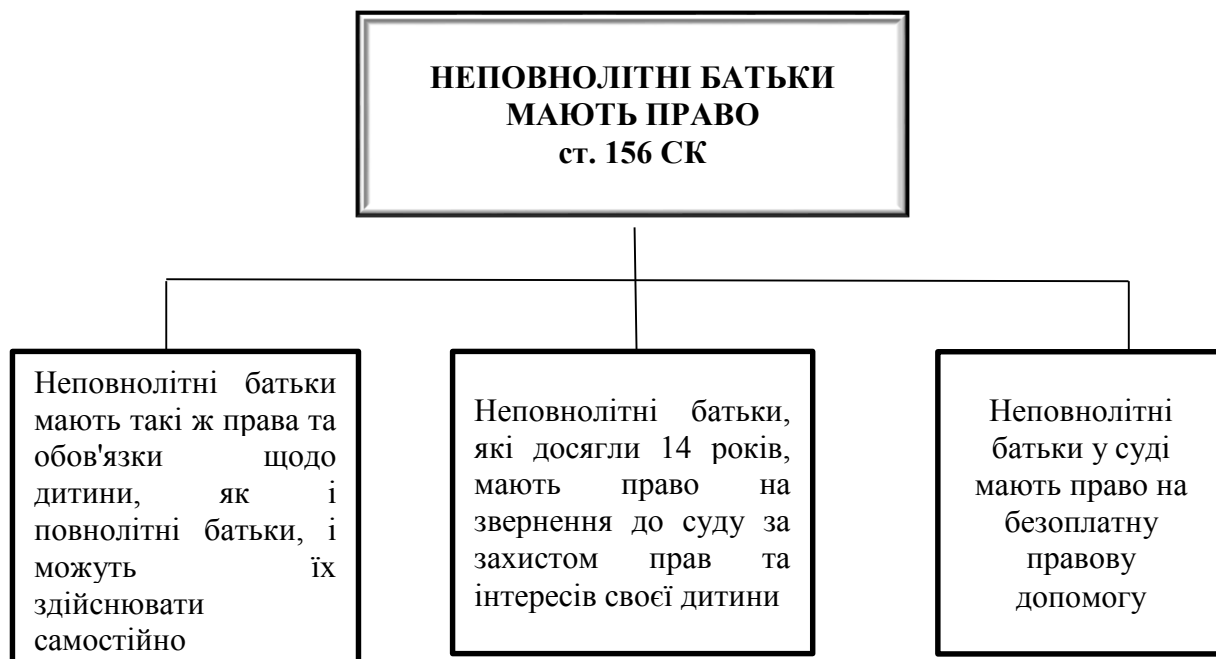 НЕПОВНОЛІТНІ БАТЬКИ
МАЮТЬ ПРАВО
ст. 156 СК
Неповнолітні батьки
мають такі ж права та
обов'язки щодо
дитини, як і
повнолітні батьки, і
можуть їх
здійснювати
самостійно
Неповнолітні батьки,
які досягли 14 років,
мають право на
звернення до суду за
захистом прав та
інтересів своєї дитини
Неповнолітні
батьки у суді
мають право на
безоплатну
правову
допомогу